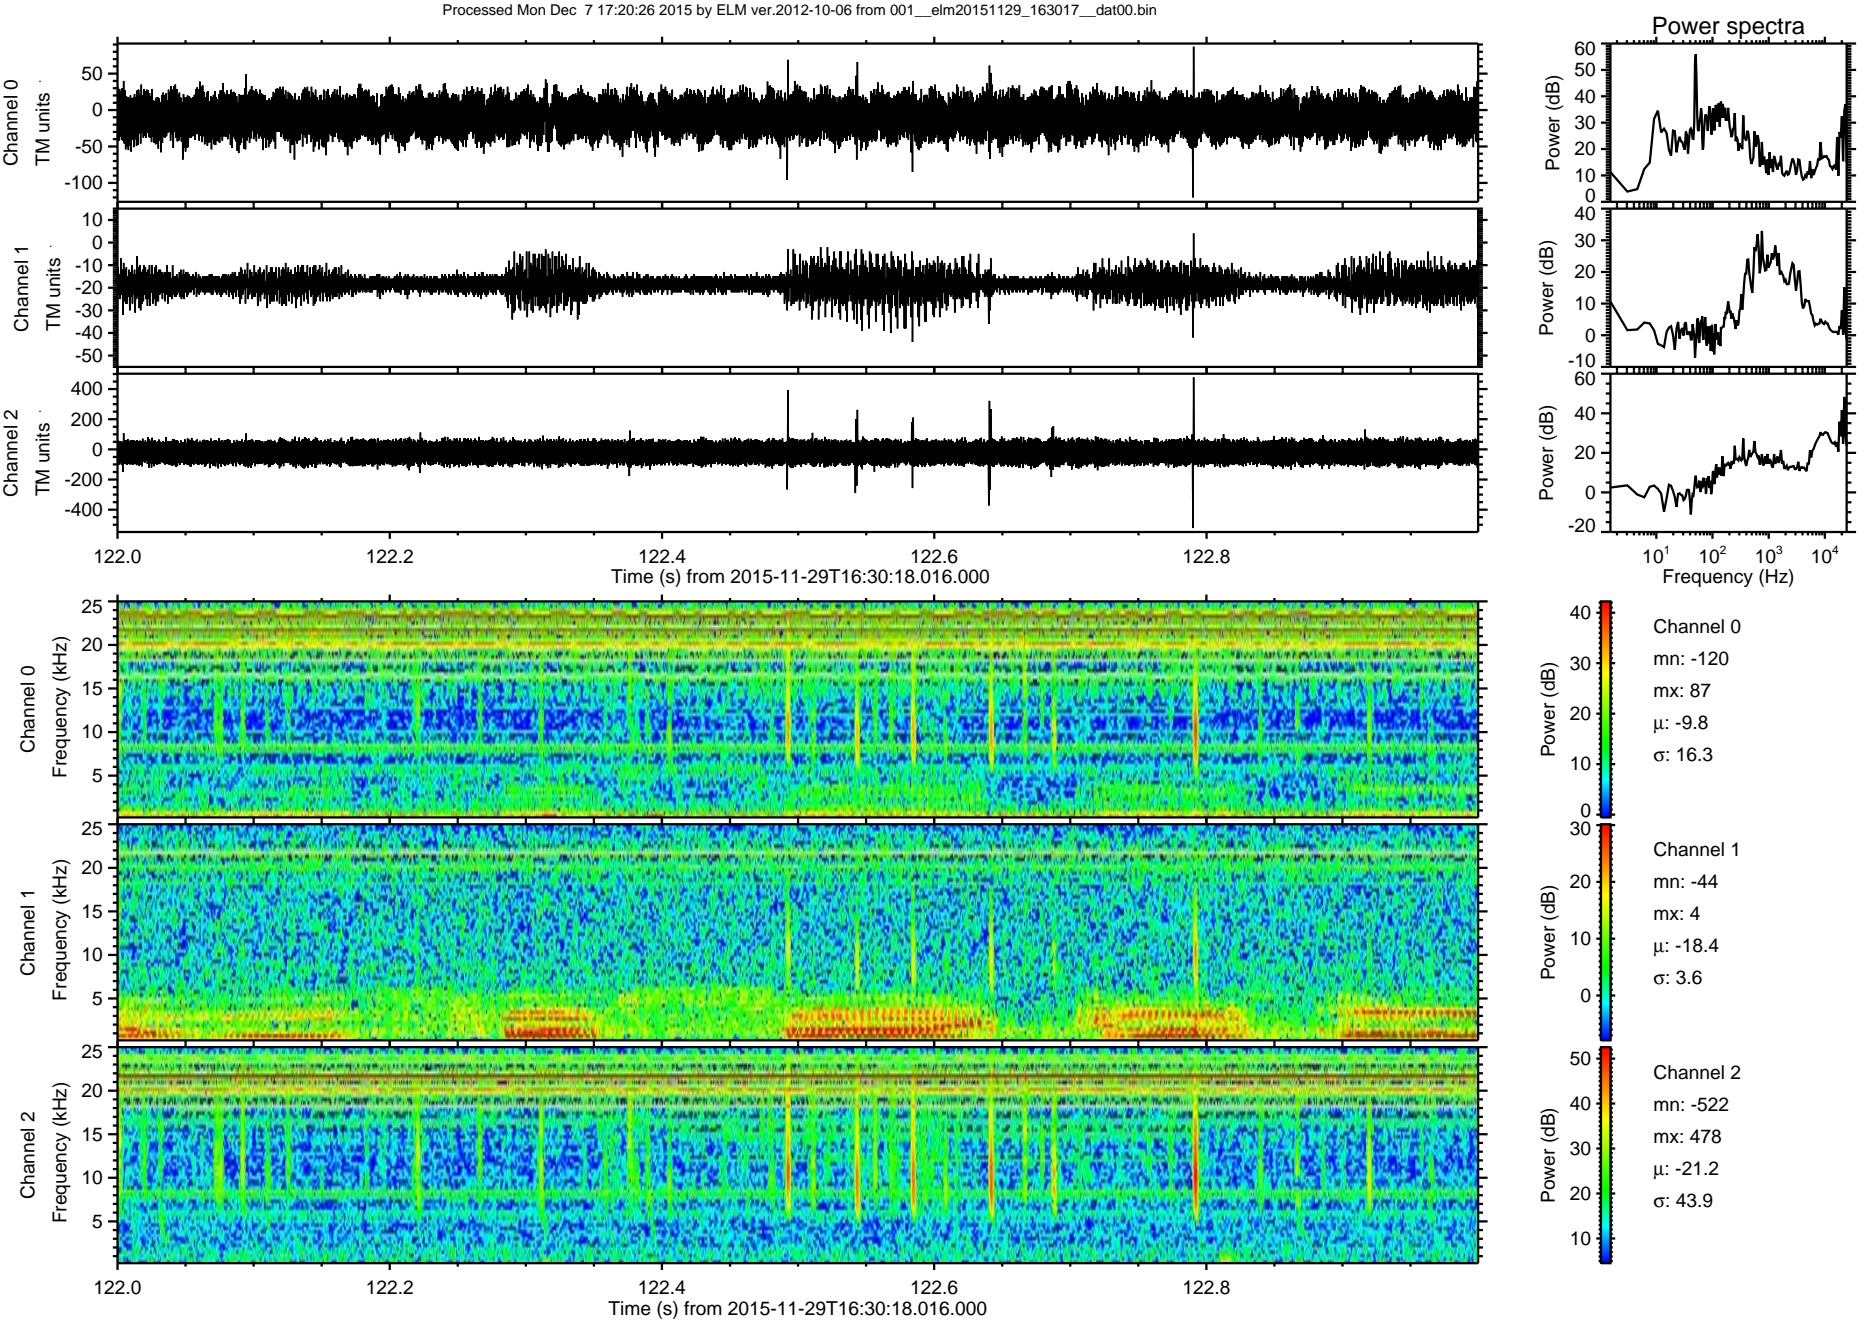 Processed Mon Dec  7 17:20:26 2015 by ELM ver.2012-10-06 from 001__elm20151129_163017__dat00.bin
Power spectra
Channel 0
TM units
50
0
-50
-100
Power (dB)
60
50
40
30
20
10
0
Channel 1
TM units
10
0
-10
-20
-30
-40
-50
Power (dB)
40
30
20
10
0
-10
Channel 2
TM units
400
200
0
-200
-400
Power (dB)
60
40
20
0
-20
122.0 122.2 122.4 122.6 122.8
Time (s) from 2015-11-29T16:30:18.016.000
10^1 10^2 10^3 10^4
Frequency (Hz)
Channel 0
Frequency (kHz)
25
20
15
10
5
Power (dB)
40
30
20
10
0
Channel 0
mn: -120
mx: 87
μ: -9.8
σ: 16.3
Channel 1
Frequency (kHz)
25
20
15
10
5
Power (dB)
30
20
10
0
Channel 1
mn: -44
mx: 4
μ: -18.4
σ: 3.6
Channel 2
Frequency (kHz)
25
20
15
10
5
Power (dB)
50
40
30
20
10
Channel 2
mn: -522
mx: 478
μ: -21.2
σ: 43.9
122.0 122.2 122.4 122.6 122.8
Time (s) from 2015-11-29T16:30:18.016.000